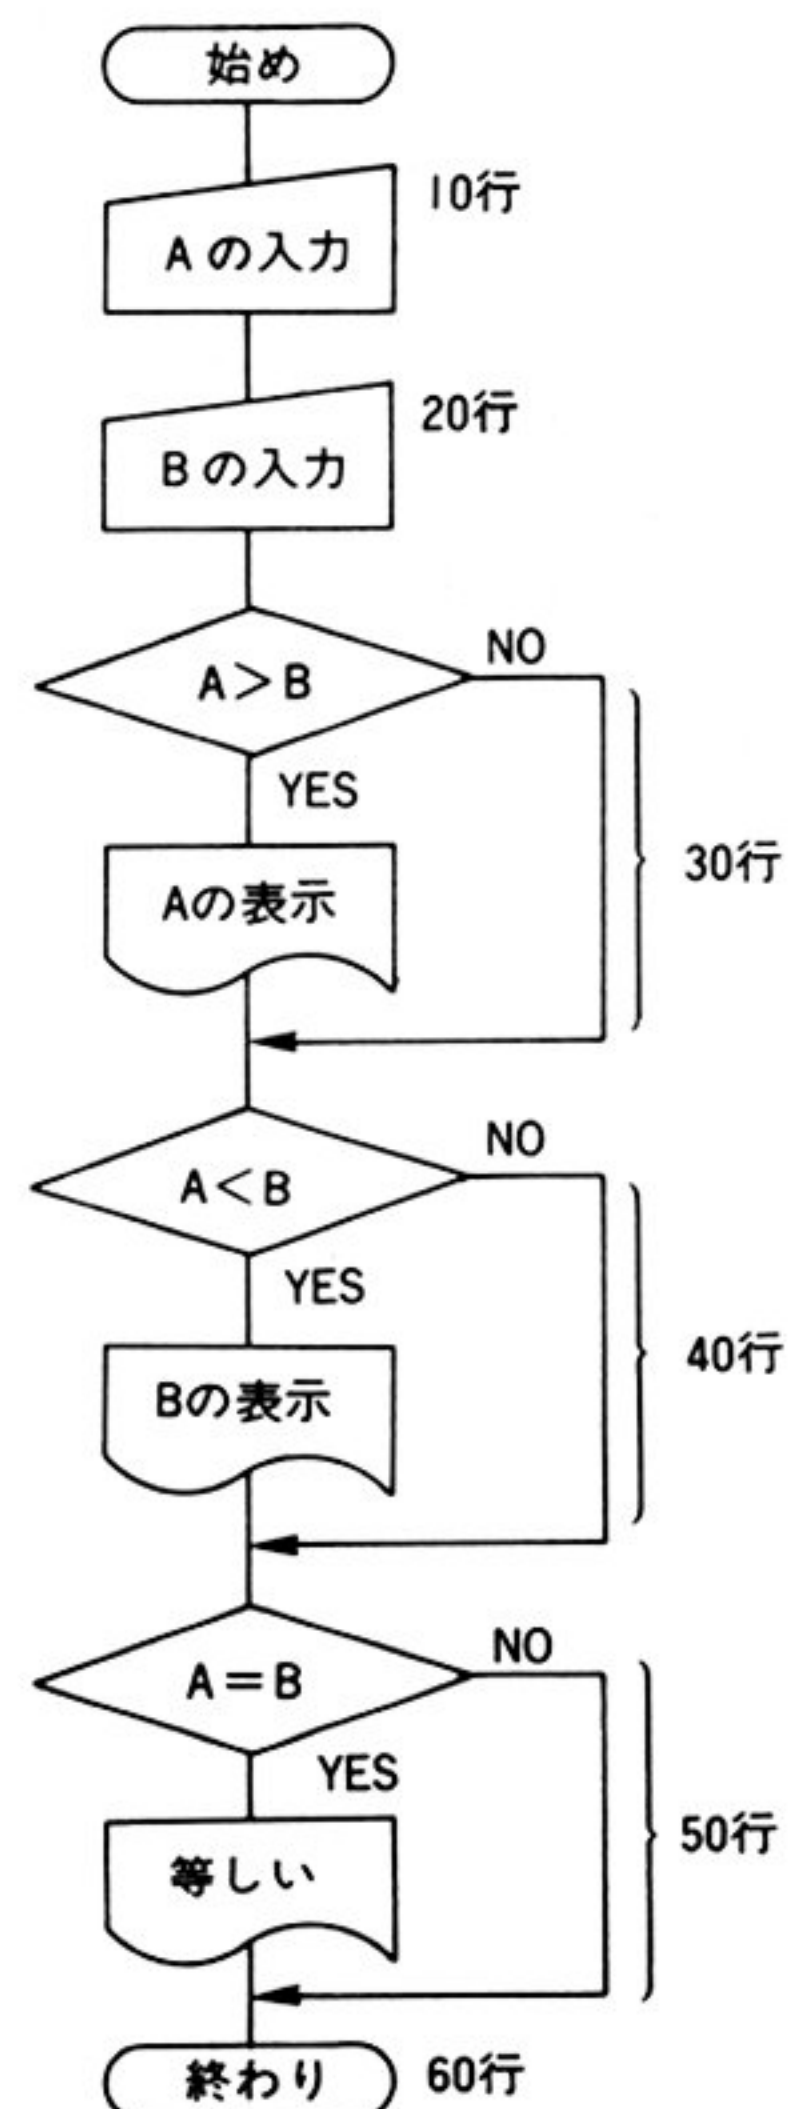 始め
10行
Aの入力
20行
Bの入力
A>B
NO
YES
30行
Aの表示
A<B
NO
YES
40行
Bの表示
A=B
NO
YES
50行
等しい
終わり
60行